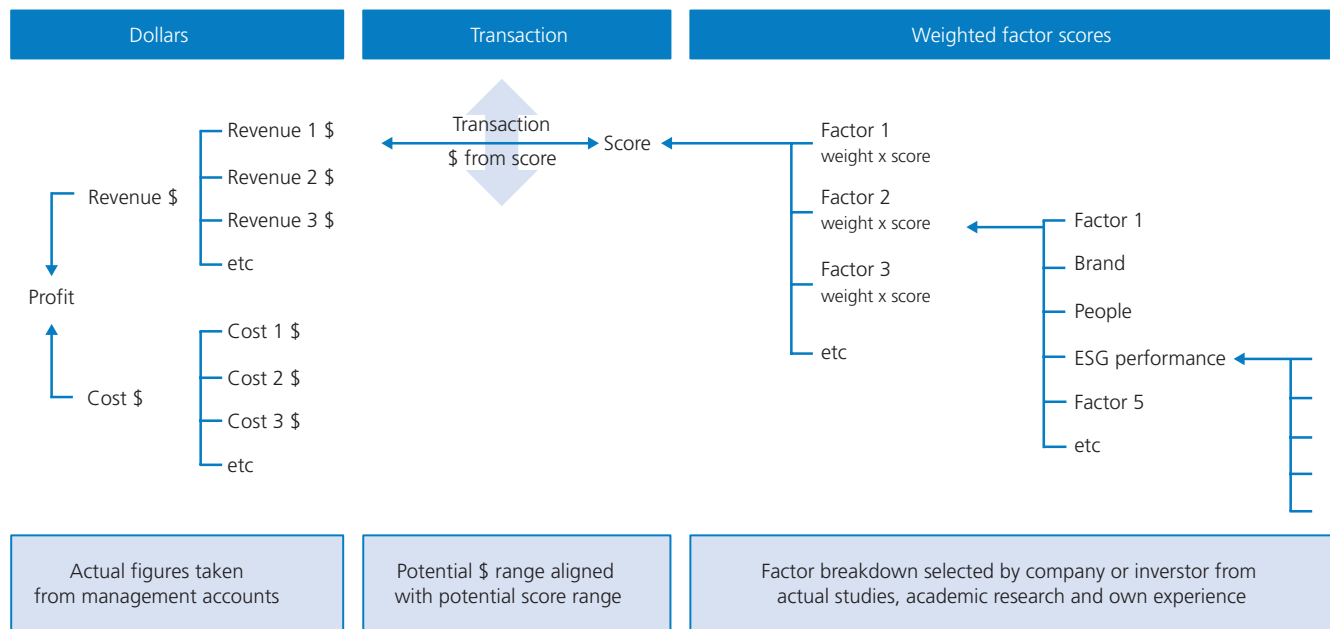 Dollars
Transaction
Weighted factor scores
Revenue 1 $
Revenue 2 $
Revenue 3 $
etc
Revenue $
Profit
Cost $
Cost 1 $
Cost 2 $
Cost 3 $
etc
Transaction
$ from score
Score
Factor 1
weight x score
Factor 2
weight x score
Factor 3
weight x score
etc
Factor 1
Brand
People
ESG performance
Factor 5
etc
Actual figures taken
from management accounts
Potential $ range aligned
with potential score range
Factor breakdown selected by company or inverstor from
actual studies, academic research and own experience